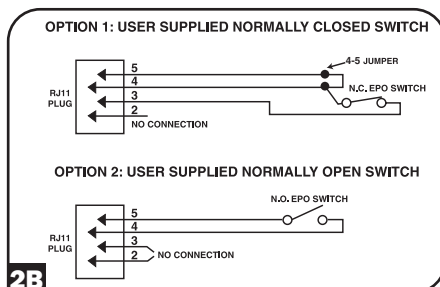 OPTION 1: USER SUPPLIED NORMALLY CLOSED SWITCH
4-5 JUMPER
5
4
N.C. EPO SWITCH
RJ11
PLUG
3
2
NO CONNECTION
OPTION 2: USER SUPPLIED NORMALLY OPEN SWITCH
N.O. EPO SWITCH
5
4
RJ11
PLUG
3
2
NO CONNECTION
2B